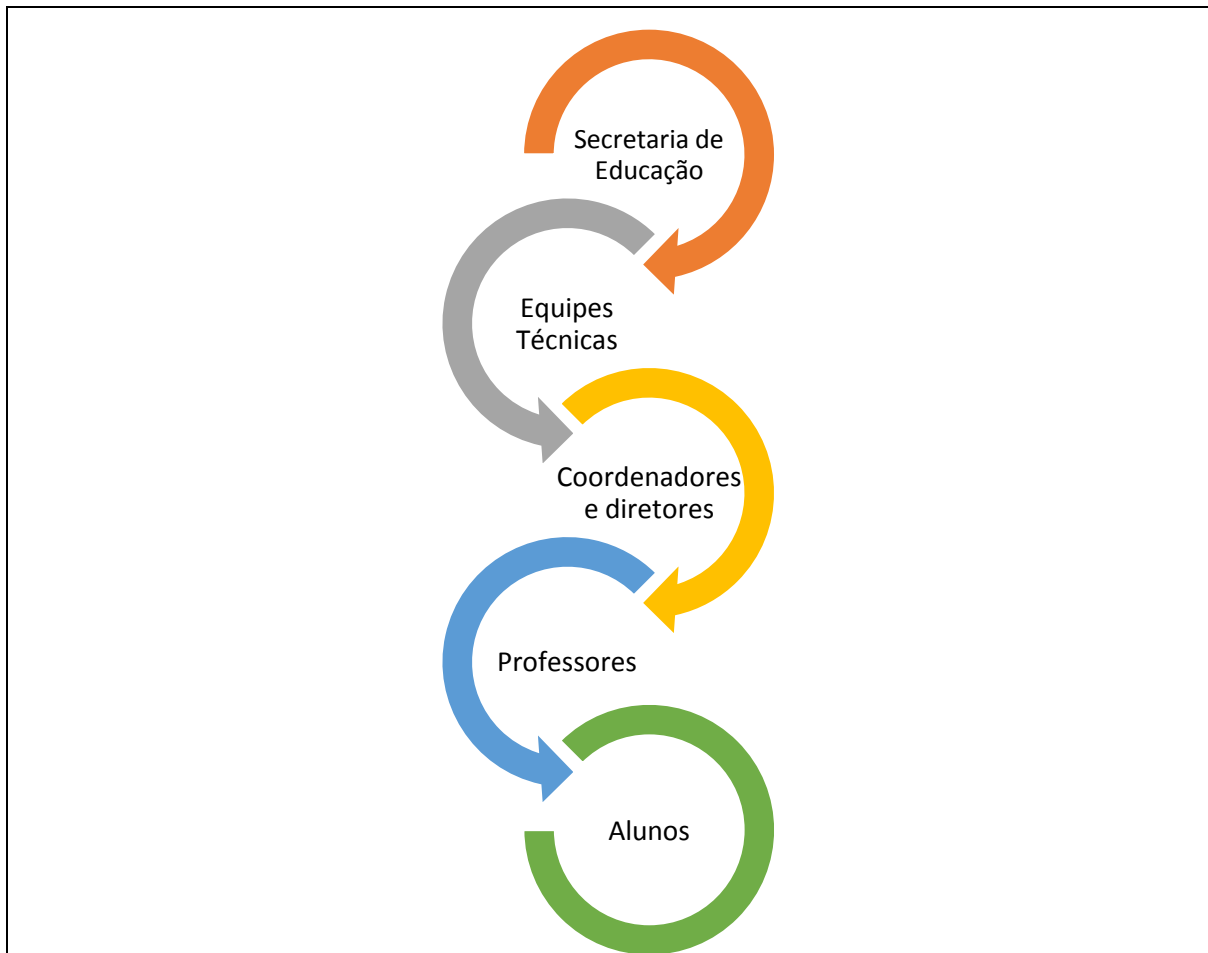 Secretaria de
Educação
Equipes
Técnicas
Coordenadores
e diretores
Professores
Alunos